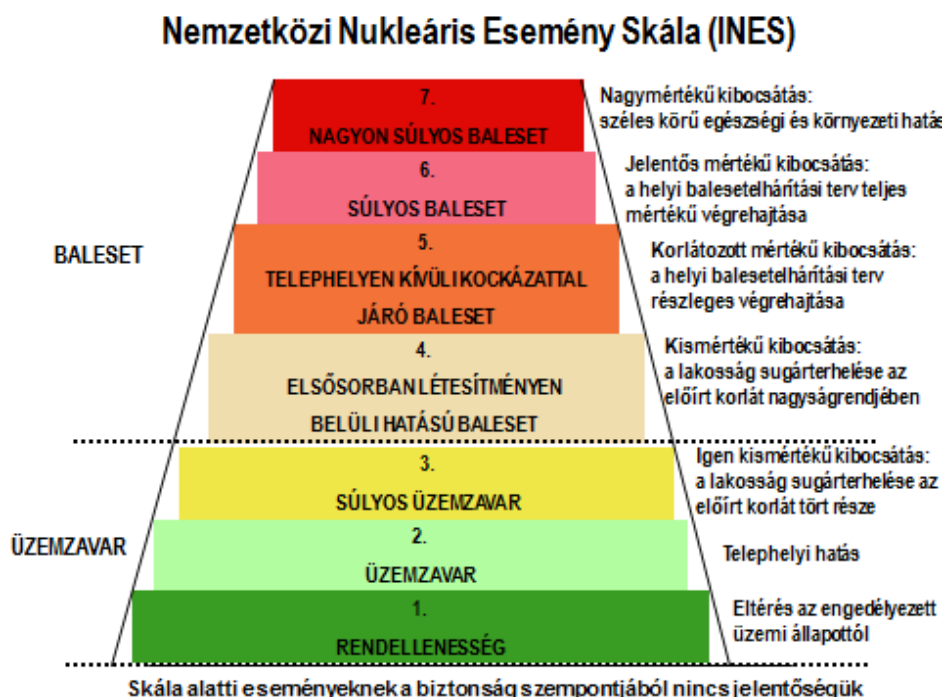 Nemzetközi Nukleáris Esemény Skála (INES)
7.
NAGYON SÚLYOS BALESET
Nagymértékű kibocsátás:
széles körű egészségi és környezeti hatás
6.
SÚLYOS BALESET
Jelentős mértékű kibocsátás:
a helyi balesetelhárítási terv teljes
mértékű végrehajtása
BALESET
5.
TELEPHELYEN KÍVÜLI KOCKÁZATTAL
JÁRÓ BALESET
Korlátozott mértékű kibocsátás:
a helyi balesetelhárítási terv
részleges végrehajtása
4.
ELSŐSORBAN LÉTESÍTMÉNYEN
BELÜLI HATÁSÚ BALESET
Kismértékű kibocsátás:
a lakosság sugárterhelése az
előírt korlát nagyságrendjében
3.
SÚLYOS ÜZEMZAVAR
Igen kismértékű kibocsátás:
a lakosság sugárterhelése az
előírt korlát tört része
ÜZEMZAVAR
2.
ÜZEMZAVAR
Telephelyi hatás
1.
RENDELLENESSÉG
Eltérés az engedélyezett
üzemi állapottól
Skála alatti eseményeknek a biztonság szempontjából nincs jelentőségük